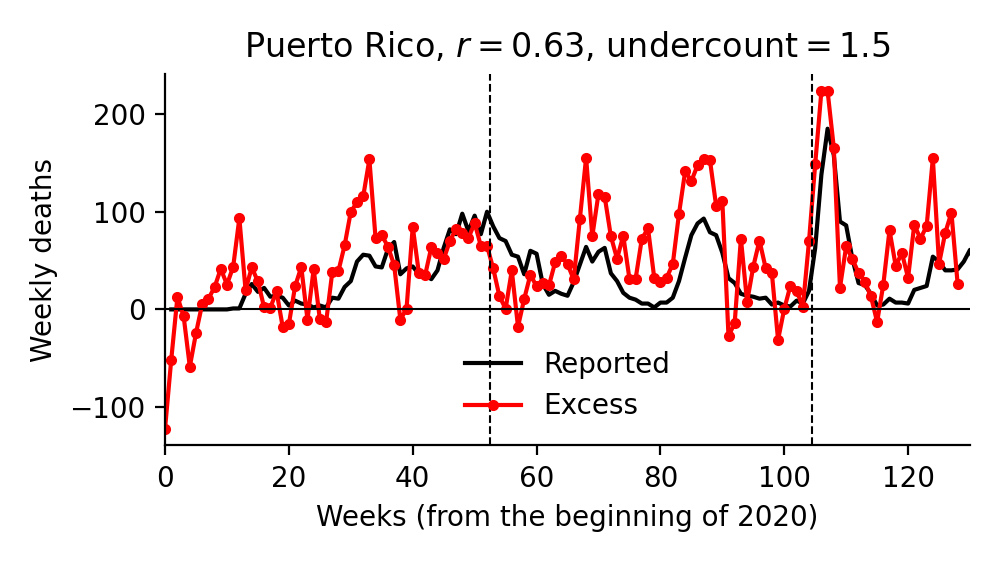 Puerto Rico, r = 0.63, undercount = 1.5
Weekly deaths
200
100
0
−100
Reported
Excess
0 20 40 60 80 100 120
Weeks (from the beginning of 2020)